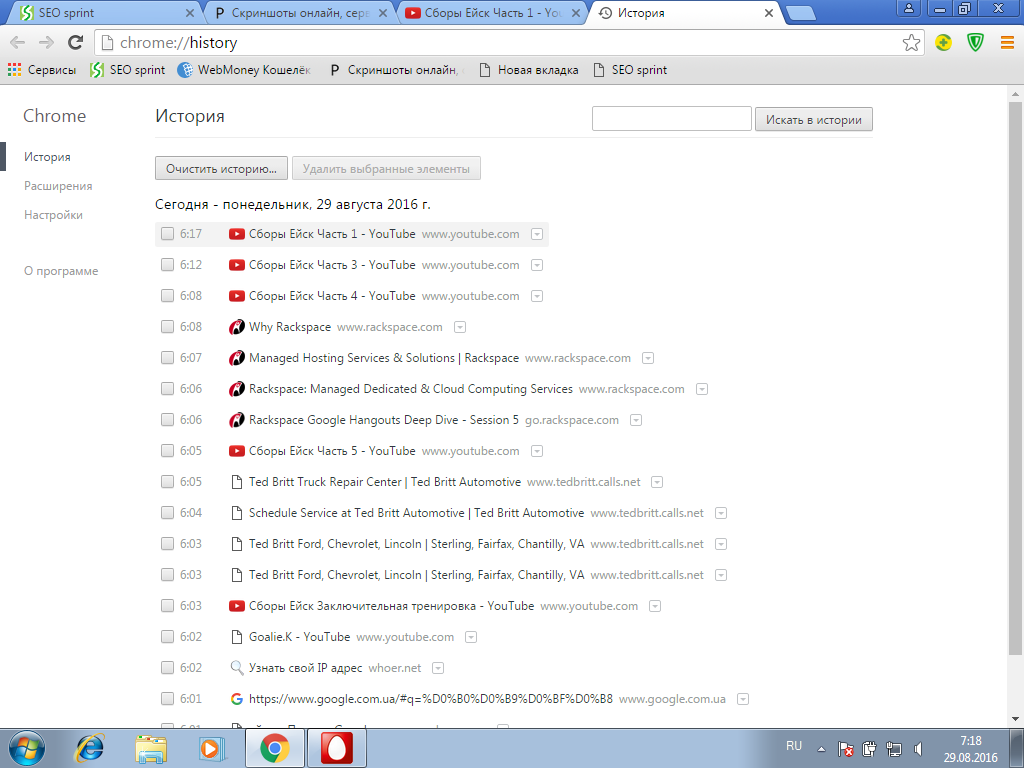 SEO sprint
Скриншоты онлайн, серв
Сборы Ейск Часть 1 - You
История
chrome://history
Сервисы
SEO sprint
WebMoney Кошелёк
Скриншоты онлайн,
Новая вкладка
SEO sprint
Chrome
История
Искать в истории
История
Расширения
Настройки
О программе
Очистить историю...
Удалить выбранные элементы
Сегодня - понедельник, 29 августа 2016 г.
6:17 Сборы Ейск Часть 1 - YouTube www.youtube.com
6:12 Сборы Ейск Часть 3 - YouTube www.youtube.com
6:08 Сборы Ейск Часть 4 - YouTube www.youtube.com
6:08 Why Rackspace www.rackspace.com
6:07 Managed Hosting Services & Solutions | Rackspace www.rackspace.com
6:06 Rackspace: Managed Dedicated & Cloud Computing Services www.rackspace.com
6:06 Rackspace Google Hangouts Deep Dive - Session 5 go.rackspace.com
6:05 Сборы Ейск Часть 5 - YouTube www.youtube.com
6:05 Ted Britt Truck Repair Center | Ted Britt Automotive www.tedbritt.calls.net
6:04 Schedule Service at Ted Britt Automotive | Ted Britt Automotive www.tedbritt.calls.net
6:03 Ted Britt Ford, Chevrolet, Lincoln | Sterling, Fairfax, Chantilly, VA www.tedbritt.calls.net
6:03 Ted Britt Ford, Chevrolet, Lincoln | Sterling, Fairfax, Chantilly, VA www.tedbritt.calls.net
6:03 Сборы Ейск Заключительная тренировка - YouTube www.youtube.com
6:02 Goalie.K - YouTube www.youtube.com
6:02 Узнать свой IP адрес whoer.net
6:01 https://www.google.com.ua/#q=%D0%B0%D0%B9%D0%BF%D0%B8 www.google.com.ua
RU
7:18
29.08.2016